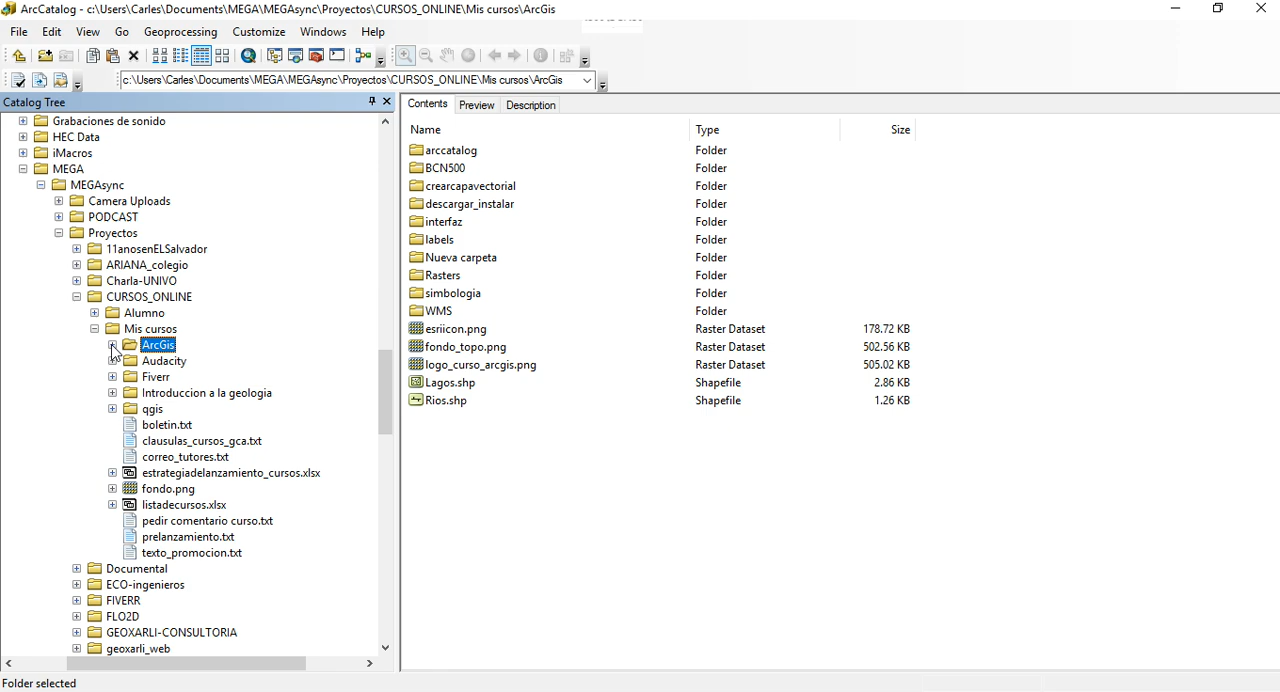 ArcCatalog - c:\Users\Carles\Documents\MEGA\MEGAsync\Proyectos\CURSOS_ONLINE\Mis cursos\ArcGis
File Edit View Go Geoprocessing Customize Windows Help
c:\Users\Carles\Documents\MEGA\MEGAsync\Proyectos\CURSOS_ONLINE\Mis cursos\ArcGis
Catalog Tree
Grabaciones de sonido
HEC Data
iMacros
MEGA
MEGAsync
Camera Uploads
PODCAST
Proyectos
11anosenELSalvador
ARIANA_colegio
Charla-UNIVO
CURSOS_ONLINE
Alumno
Mis cursos
ArcGis
Audacity
Fiverr
Introduccion a la geologia
qgis
boletin.txt
clausulas_cursos_gca.txt
correo_tutores.txt
estrategiadelanzamiento_cursos.xlsx
fondo.png
listadecursos.xlsx
pedir comentario curso.txt
prelanzamiento.txt
texto_promocion.txt
Documental
ECO-ingenieros
FIVERR
FLO2D
GEOXARLI-CONSULTORIA
geoxarli_web
Contents Preview Description
Name Type Size
arccatalog Folder
BCN500 Folder
crearcapavectorial Folder
descargar_instalar Folder
interfaz Folder
labels Folder
Nueva carpeta Folder
Rasters Folder
simbologia Folder
WMS Folder
esriicon.png Raster Dataset 178.72 KB
fondo_topo.png Raster Dataset 502.56 KB
logo_curso_arcgis.png Raster Dataset 505.02 KB
Lagos.shp Shapefile 2.86 KB
Rios.shp Shapefile 1.26 KB
Folder selected